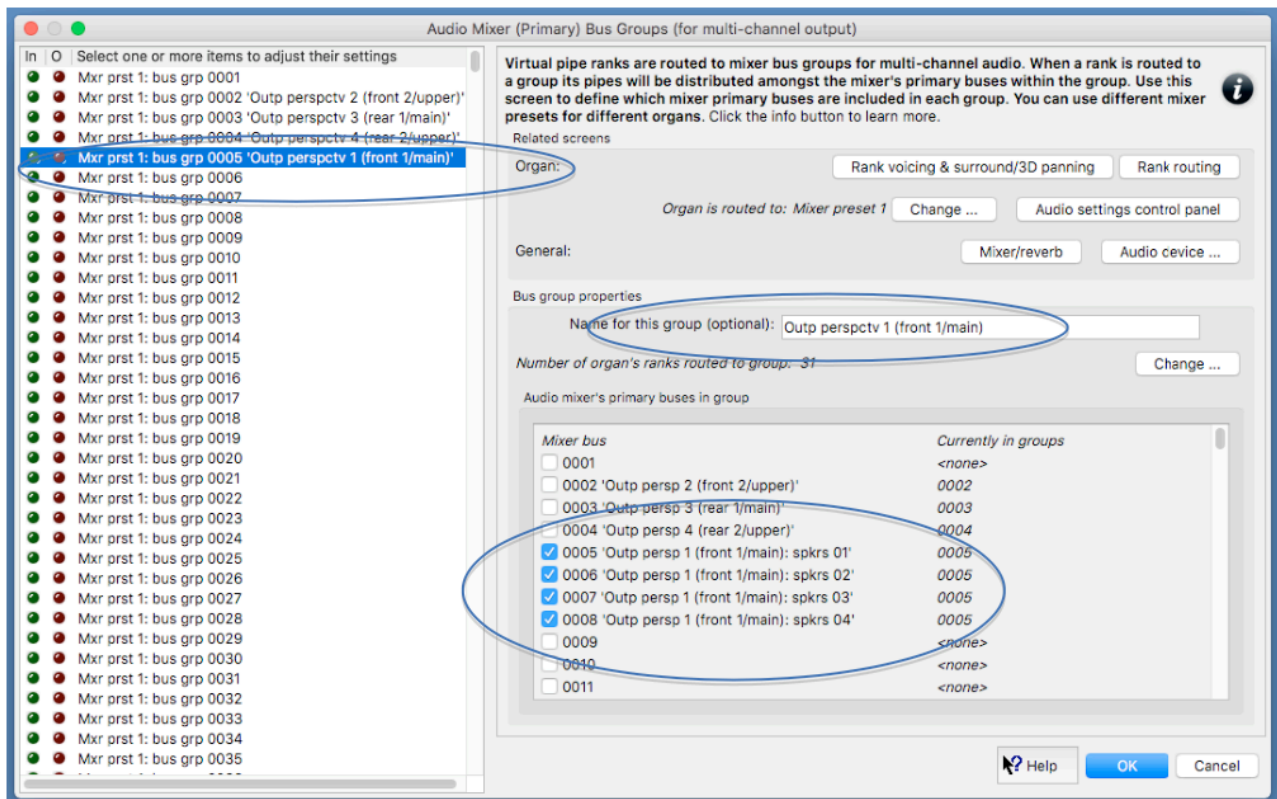 Audio Mixer (Primary) Bus Groups (for multi-channel output)
In O Select one or more items to adjust their settings
Mxr prst 1: bus grp 0001
Mxr prst 1: bus grp 0002 'Outp perspctv 2 (front 2/upper)'
Mxr prst 1: bus grp 0003 'Outp perspctv 3 (rear 1/main)'
Mxr prst 1: bus grp 0004 'Outp perspctv 4 (rear 2/upper)'
Mxr prst 1: bus grp 0005 'Outp perspctv 1 (front 1/main)'
Mxr prst 1: bus grp 0006
Mxr prst 1: bus grp 0007
Mxr prst 1: bus grp 0008
Mxr prst 1: bus grp 0009
Mxr prst 1: bus grp 0010
Mxr prst 1: bus grp 0011
Mxr prst 1: bus grp 0012
Mxr prst 1: bus grp 0013
Mxr prst 1: bus grp 0014
Mxr prst 1: bus grp 0015
Mxr prst 1: bus grp 0016
Mxr prst 1: bus grp 0017
Mxr prst 1: bus grp 0018
Mxr prst 1: bus grp 0019
Mxr prst 1: bus grp 0020
Mxr prst 1: bus grp 0021
Mxr prst 1: bus grp 0022
Mxr prst 1: bus grp 0023
Mxr prst 1: bus grp 0024
Mxr prst 1: bus grp 0025
Mxr prst 1: bus grp 0026
Mxr prst 1: bus grp 0027
Mxr prst 1: bus grp 0028
Mxr prst 1: bus grp 0029
Mxr prst 1: bus grp 0030
Mxr prst 1: bus grp 0031
Mxr prst 1: bus grp 0032
Mxr prst 1: bus grp 0033
Mxr prst 1: bus grp 0034
Mxr prst 1: bus grp 0035
Virtual pipe ranks are routed to mixer bus groups for multi-channel audio. When a rank is routed to
a group its pipes will be distributed amongst the mixer's primary buses within the group. Use this
screen to define which mixer primary buses are included in each group. You can use different mixer
presets for different organs. Click the info button to learn more.
Related screens
Organ: Rank voicing & surround/3D panning Rank routing
Organ is routed to: Mixer preset 1 Change ... Audio settings control panel
General: Mixer/reverb Audio device ...
Bus group properties
Name for this group (optional): Outp perspctv 1 (front 1/main)
Number of organ's ranks routed to group: 31 Change ...
Audio mixer's primary buses in group
Mixer bus Currently in groups
0001 <none>
0002 'Outp persp 2 (front 2/upper)' 0002
0003 'Outp persp 3 (rear 1/main)' 0003
0004 'Outp persp 4 (rear 2/upper)' 0004
0005 'Outp persp 1 (front 1/main): spkrs 01' 0005
0006 'Outp persp 1 (front 1/main): spkrs 02' 0005
0007 'Outp persp 1 (front 1/main): spkrs 03' 0005
0008 'Outp persp 1 (front 1/main): spkrs 04' 0005
0009 <none>
0010 <none>
0011 <none>
Help OK Cancel